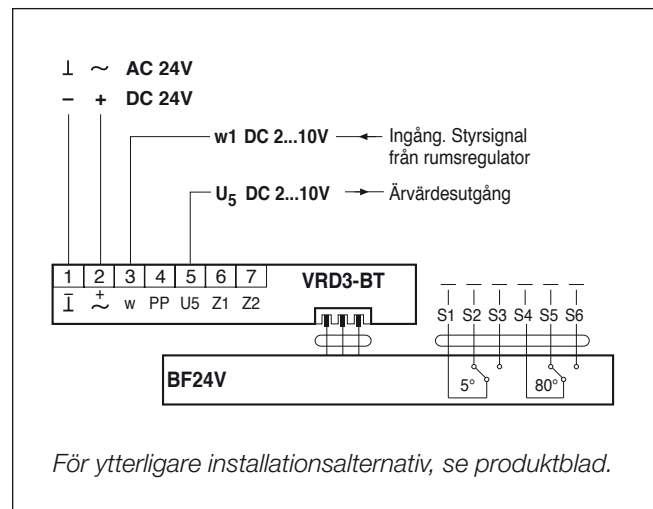 ⊥ ~ AC 24V
– + DC 24V
w1 DC 2...10V Ingång. Styrsignal
från rumsregulator
U5 DC 2...10V Ärvärdesutgång
1 2 3 4 5 6 7 VRD3-BT
⊥ ~ w PP U5 Z1 Z2
S1 S2 S3 S4 S5 S6
BF24V
5° 80°
För ytterligare installationsalternativ, se produktblad.